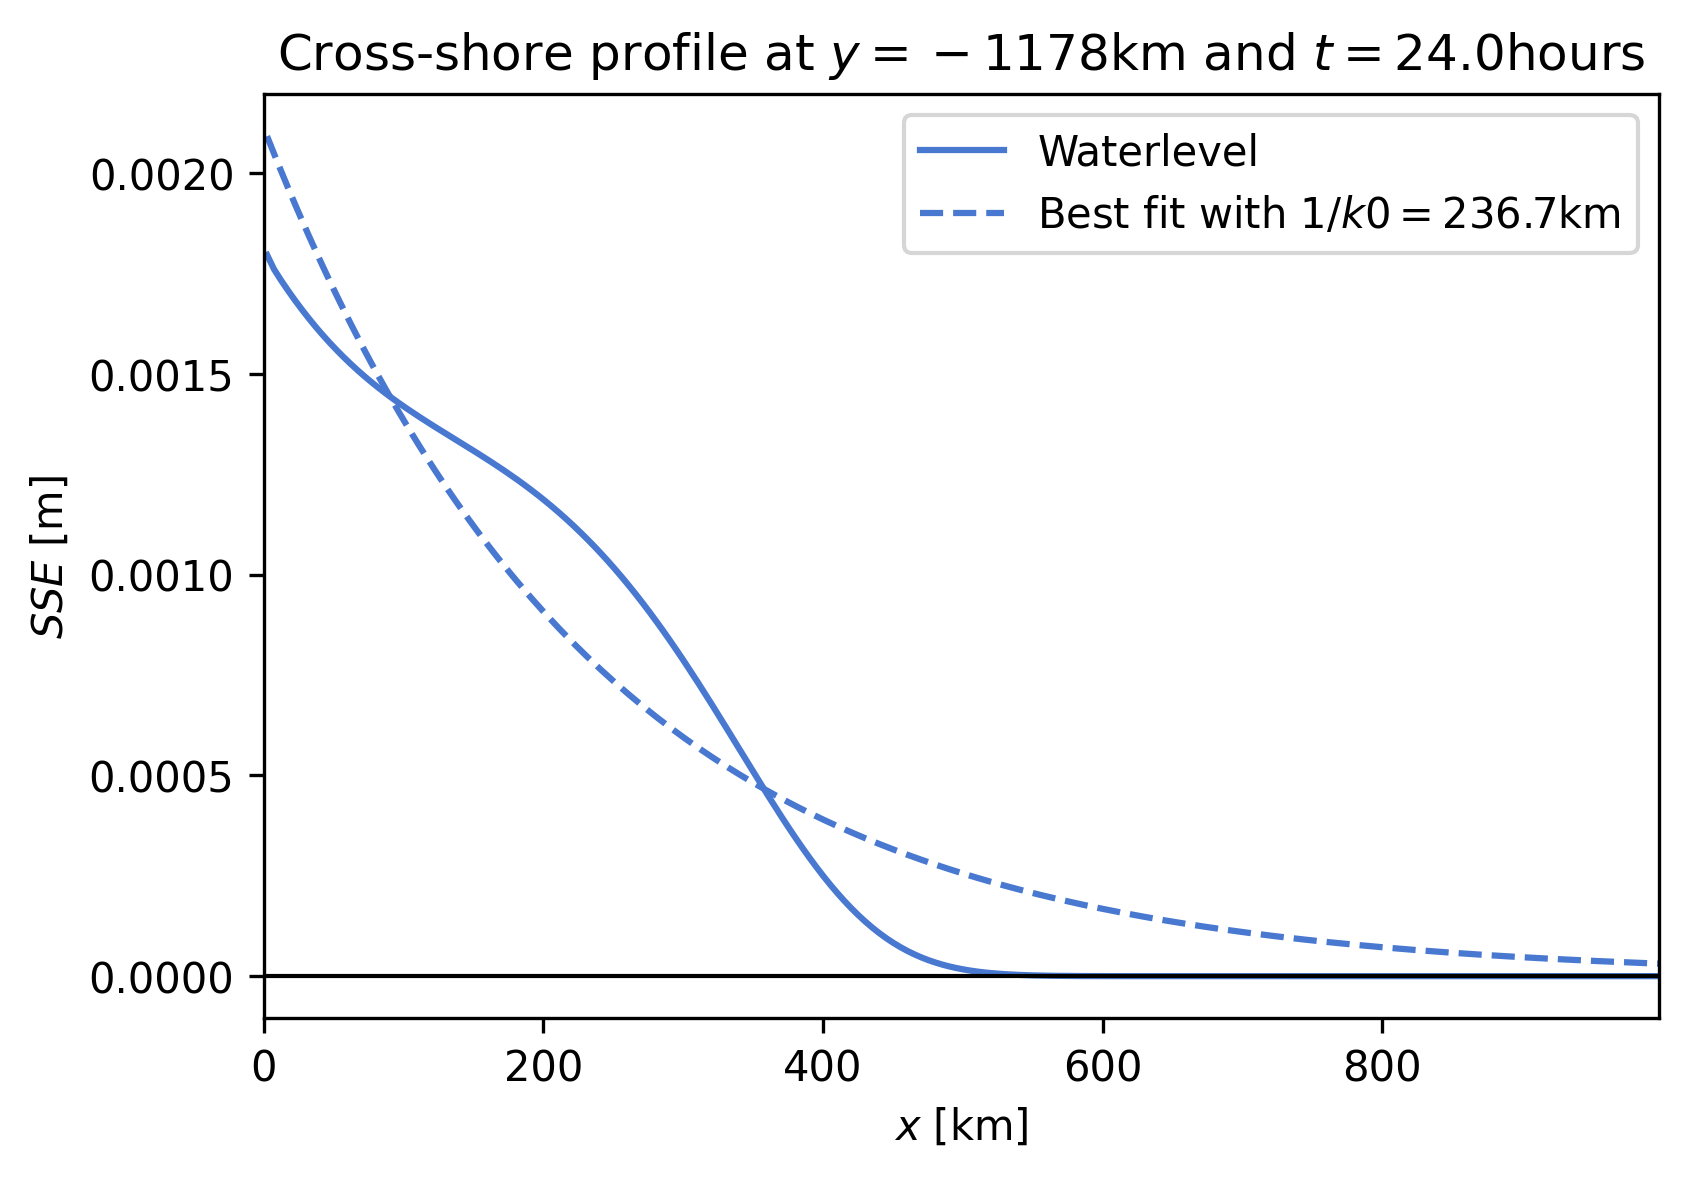 Cross-shore profile at y = −1178km and t = 24.0hours
Waterlevel
Best fit with 1/k0 = 236.7km
0.0020
0.0015
0.0010
0.0005
0.0000
SSE [m]
0 200 400 600 800
x [km]